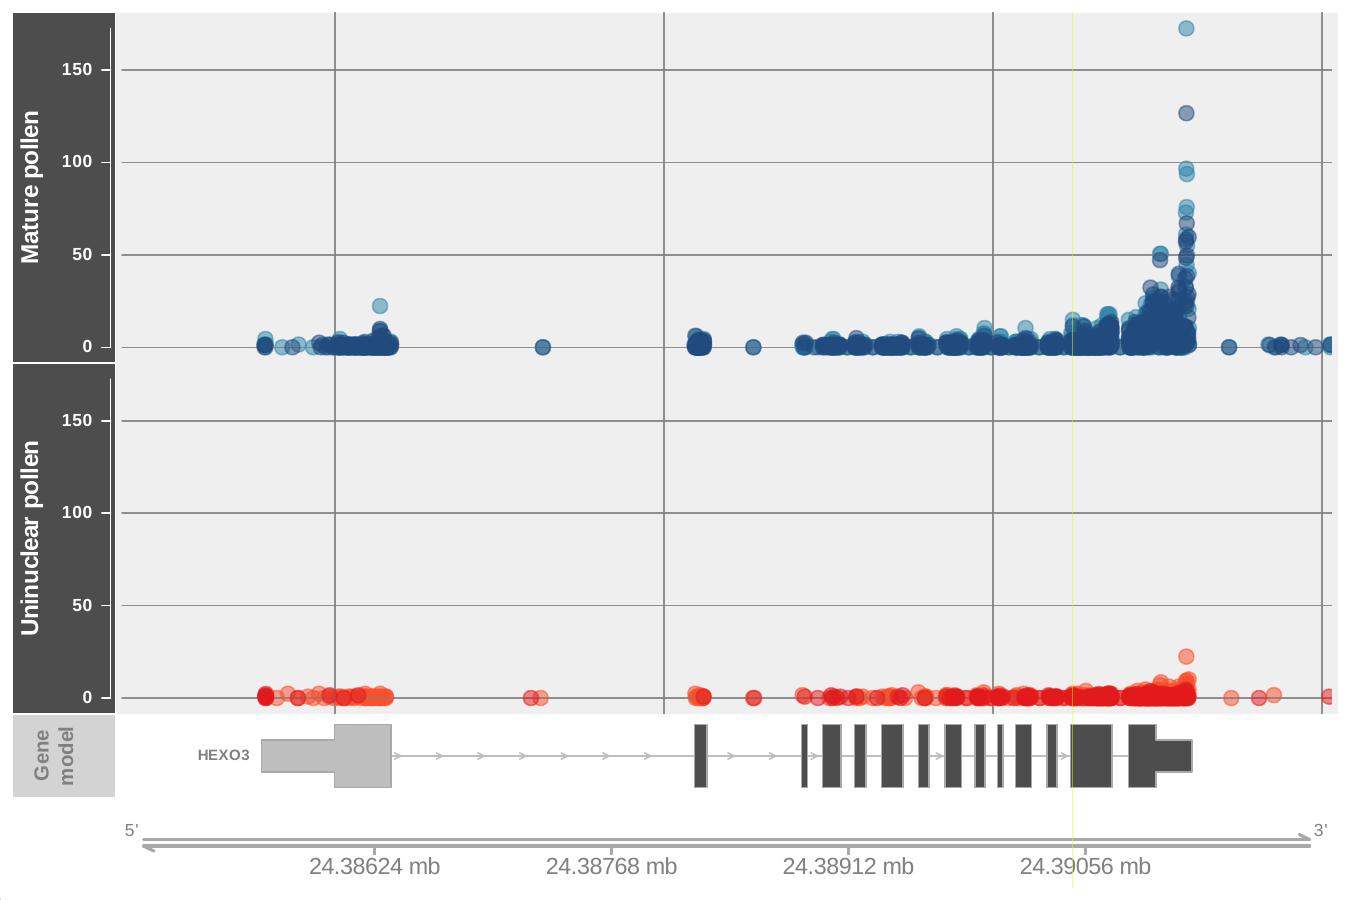 Mature pollen
150
100
50
0
Uninuclear pollen
150
100
50
0
Gene
model
HEXO3
5'
3'
24.38624 mb
24.38768 mb
24.38912 mb
24.39056 mb